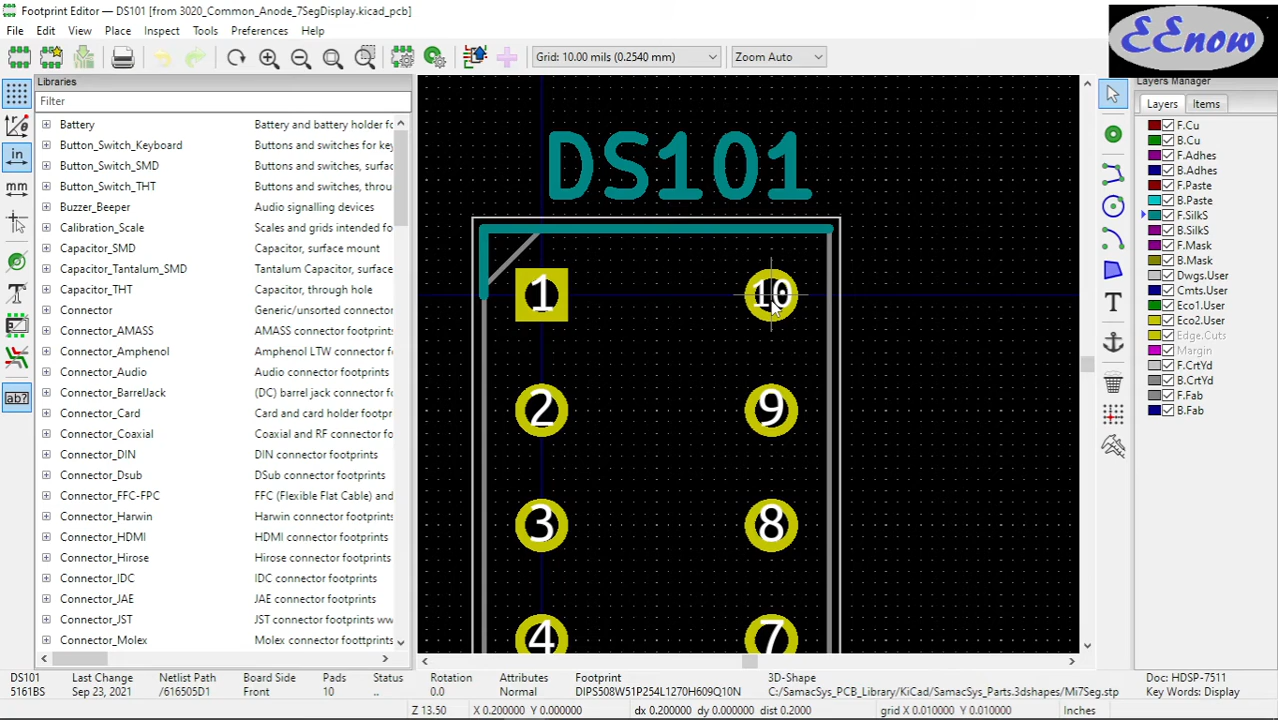 Footprint Editor — DS101 [from 3020_Common_Anode_7SegDisplay.kicad_pcb]
EEnow
File Edit View Place Inspect Tools Preferences Help
Grid: 10.00 mils (0.2540 mm) Zoom Auto
Libraries
Filter
Battery Battery and battery holder fo
Button_Switch_Keyboard Buttons and switches for key
Button_Switch_SMD Buttons and switches, surfac
Button_Switch_THT Buttons and switches, throu
Buzzer_Beeper Audio signalling devices
Calibration_Scale Scales and grids intended fo
Capacitor_SMD Capacitor, surface mount
Capacitor_Tantalum_SMD Tantalum Capacitor, surface
Capacitor_THT Capacitor, through hole
Connector Generic/unsorted connector
Connector_AMASS Connector_AMASS
Connector_Amphenol Amphenol LTW connector m
Connector_Audio Audio connector
Connector_BarrelJack (DC) barrel jack connector m
Connector_Card Card and card holder footpr
Connector_Coaxial Coaxial and RF connector m
Connector_DIN Connector DIN footprints
Connector_Dsub DSub connector footprints
Connector_FFC-FPC FFC (Flexible Flat Cable) and
Connector_Harwin Harwin connector footprints
Connector_HDMI HDMI connector footprints
Connector_Hirose Hirose connector footprints
Connector_IDC IDC connector footprints
Connector_JAE JAE connector footprints
Connector_JST JST connector footprints ww
Connector_Molex Molex connector foottprints
in
mm
ab?
DS101
1 10
2 9
3 8
4 7
Layers Manager
Layers Items
F.Cu
B.Cu
F.Adhes
B.Adhes
F.Paste
B.Paste
F.SilkS
B.SilkS
F.Mask
B.Mask
Dwgs.User
Cmts.User
Eco1.User
Eco2.User
Edge.Cuts
Margin
F.CrtYd
B.CrtYd
F.Fab
B.Fab
DS101 Last Change Netlist Path Board Side Pads Status Rotation Attributes Footprint 3D-Shape Doc: HDSP-7511
5161BS Sep 23, 2021 /616505D1 Front 10 .. 0.0 Normal DIPS508W51P254L1270H609Q10N C:/SamacSys_PCB_Library/KiCad/SamacSys_Parts.3dshapes/Mi7Seg.stp Key Words: Display
Z 13.50 X 0.200000 Y 0.000000 dx 0.200000 dy 0.000000 dist 0.2000 grid X 0.010000 Y 0.010000 Inches